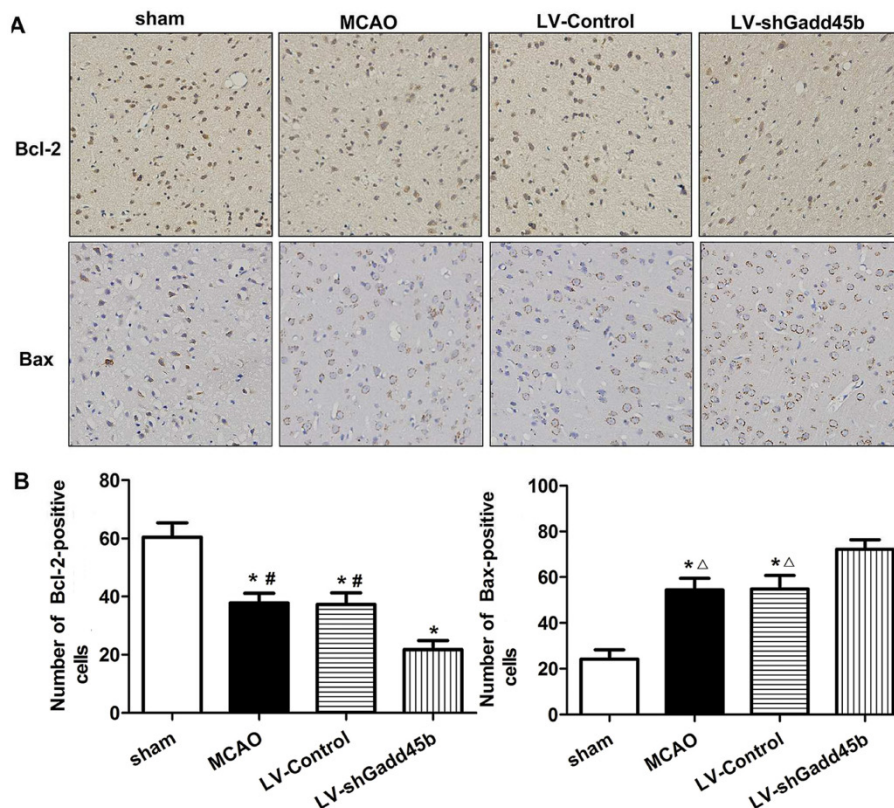 A
sham
MCAO
LV-Control
LV-shGadd45b
Bcl-2
Bax
B
Number of Bcl-2-positive
cells
80
60
40
20
0
* #
* #
*
sham
MCAO
LV-Control
LV-shGadd45b
Number of Bax-positive
cells
100
80
60
40
20
0
* △
* △
sham
MCAO
LV-Control
LV-shGadd45b